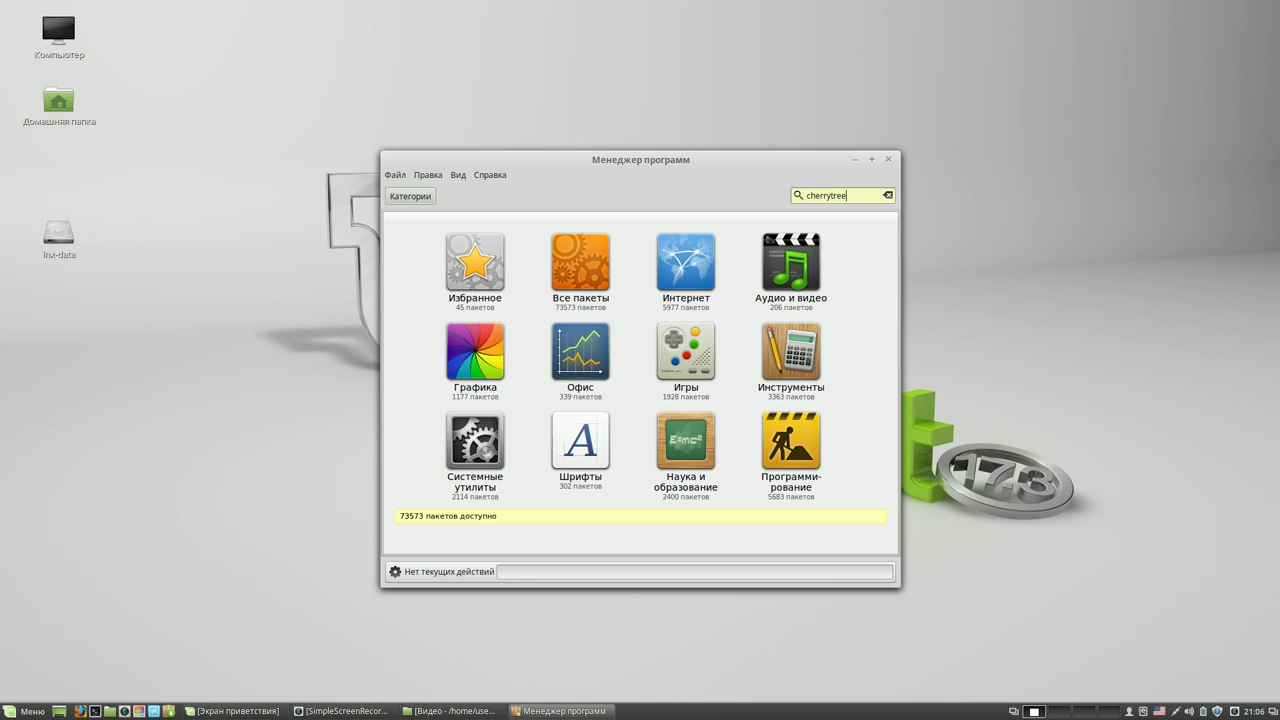 Компьютер
Домашняя папка
lnx-data
Менеджер программ
Файл Правка Вид Справка
Категории
cherrytree
Избранное
45 пакетов
Все пакеты
73573 пакетов
Интернет
5977 пакетов
Аудио и видео
206 пакетов
Графика
1177 пакетов
Офис
339 пакетов
Игры
1928 пакетов
Инструменты
3363 пакетов
E=mc²
Системные
утилиты
2114 пакетов
Шрифты
302 пакетов
Наука и
образование
2400 пакетов
Программи-
рование
5683 пакетов
73573 пакетов доступно
Нет текущих действий
17.3
Меню
[Экран приветствия]
[SimpleScreenRecor...
[Видео - /home/use...
Менеджер программ
21:06